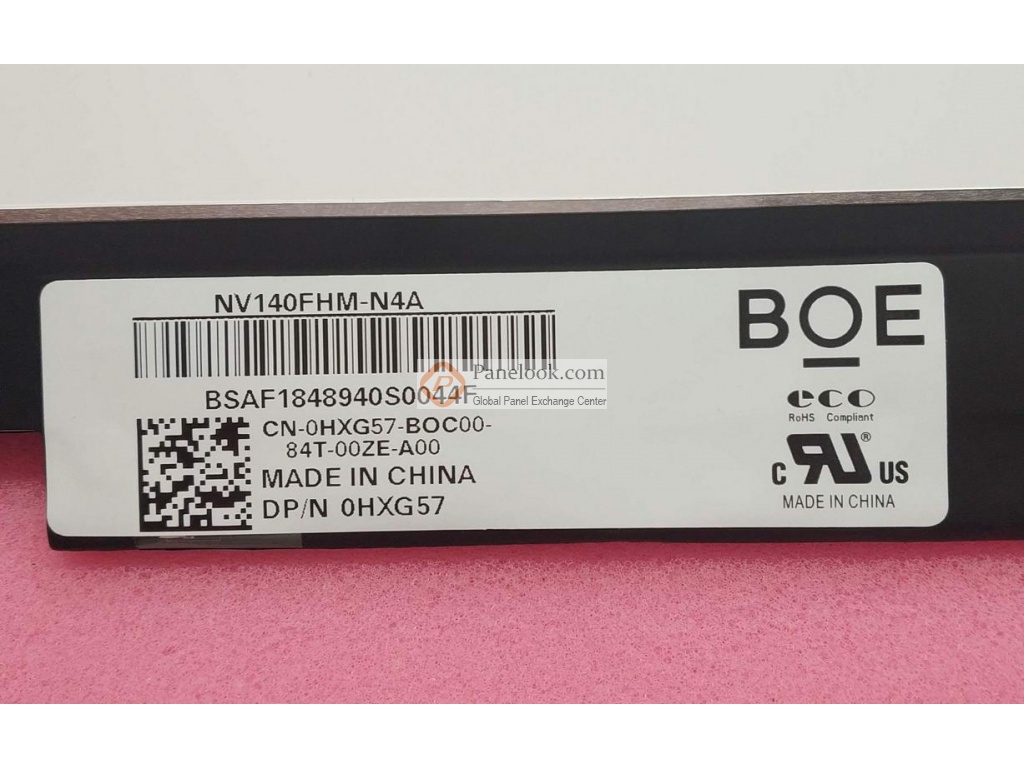 NV140FHM-N4A
BSAF1848940S0044F
Panelook.com
Global Panel Exchange Center
CN-0HXG57-BOC00-
84T-00ZE-A00
MADE IN CHINA
DP/N 0HXG57
BOE
eco
RoHS Compliant
C RU ® US
MADE IN CHINA